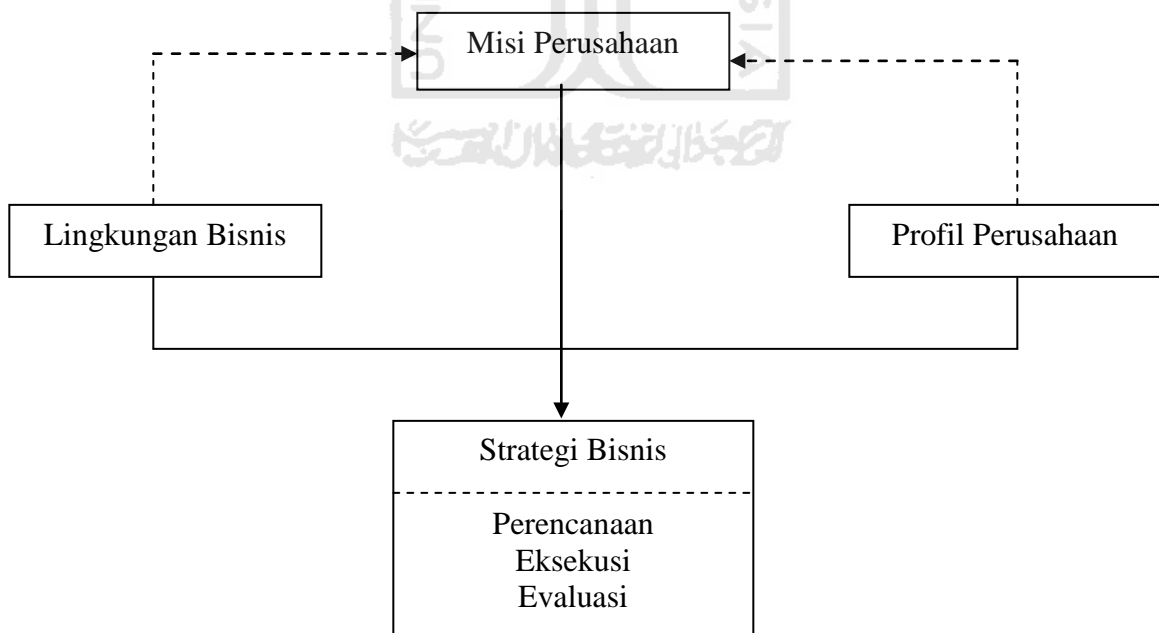 Misi Perusahaan
Lingkungan Bisnis
Profil Perusahaan
Strategi Bisnis
Perencanaan
Eksekusi
Evaluasi